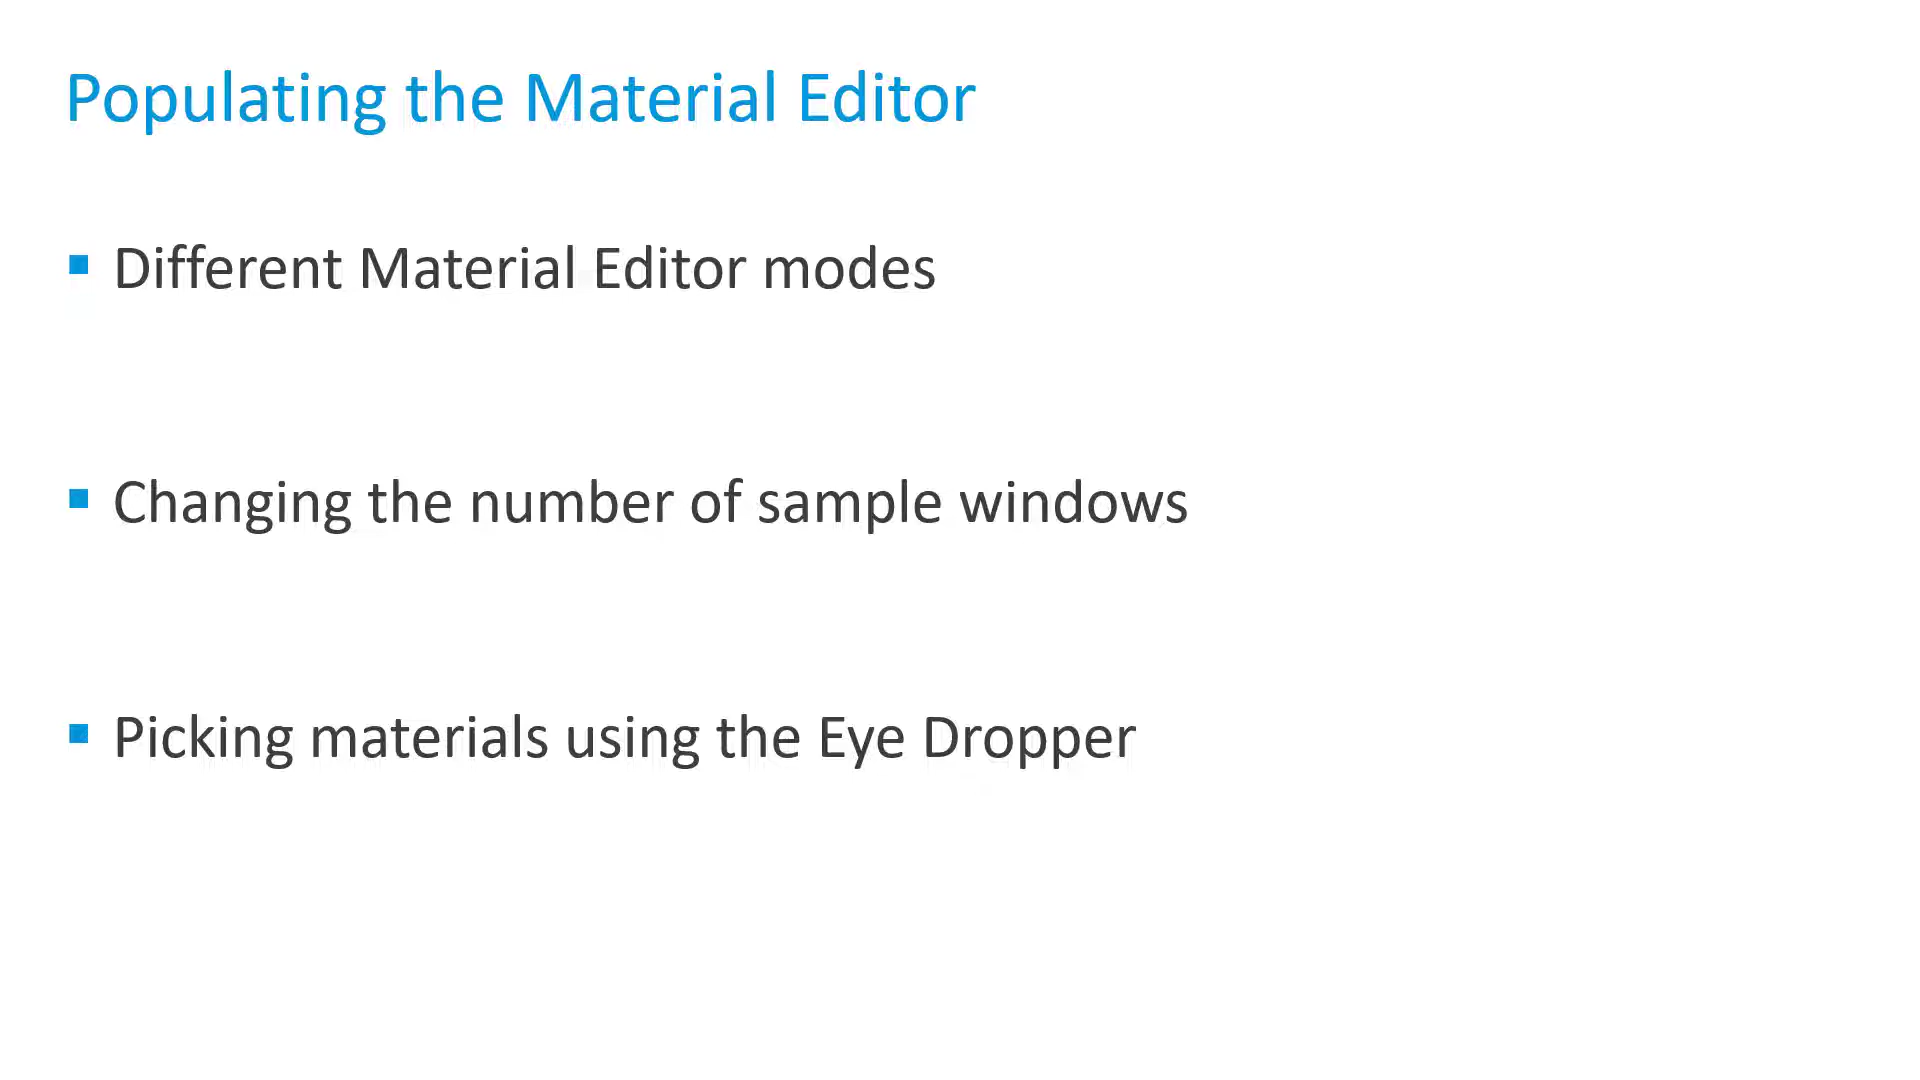 Populating the Material Editor
Different Material Editor modes
Changing the number of sample windows
Picking materials using the Eye Dropper